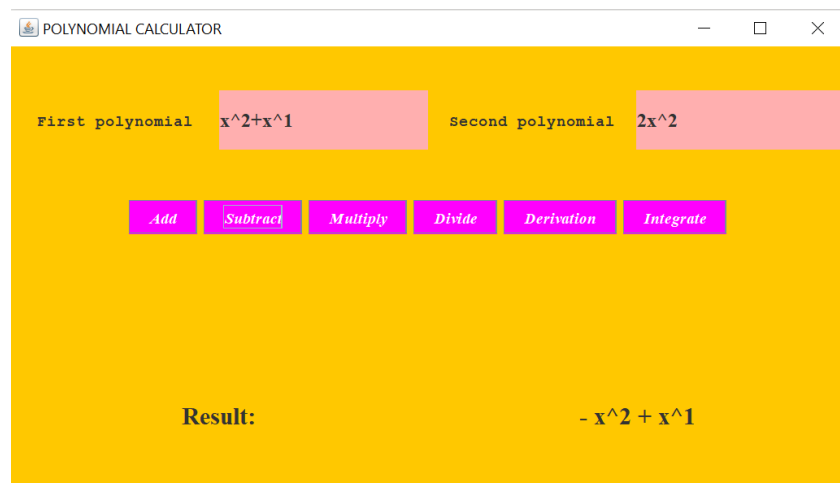 POLYNOMIAL CALCULATOR
First polynomial x^2+x^1 Second polynomial 2x^2
Add Subtract Multiply Divide Derivation Integrate
Result: - x^2 + x^1